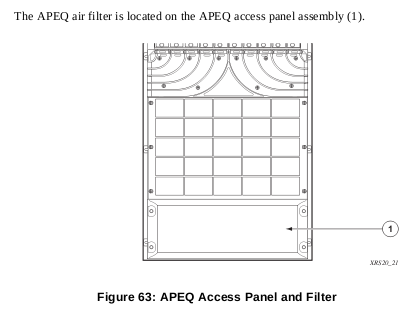 The APEQ air filter is located on the APEQ access panel assembly (1).
1
XRS20_21
Figure 63: APEQ Access Panel and Filter